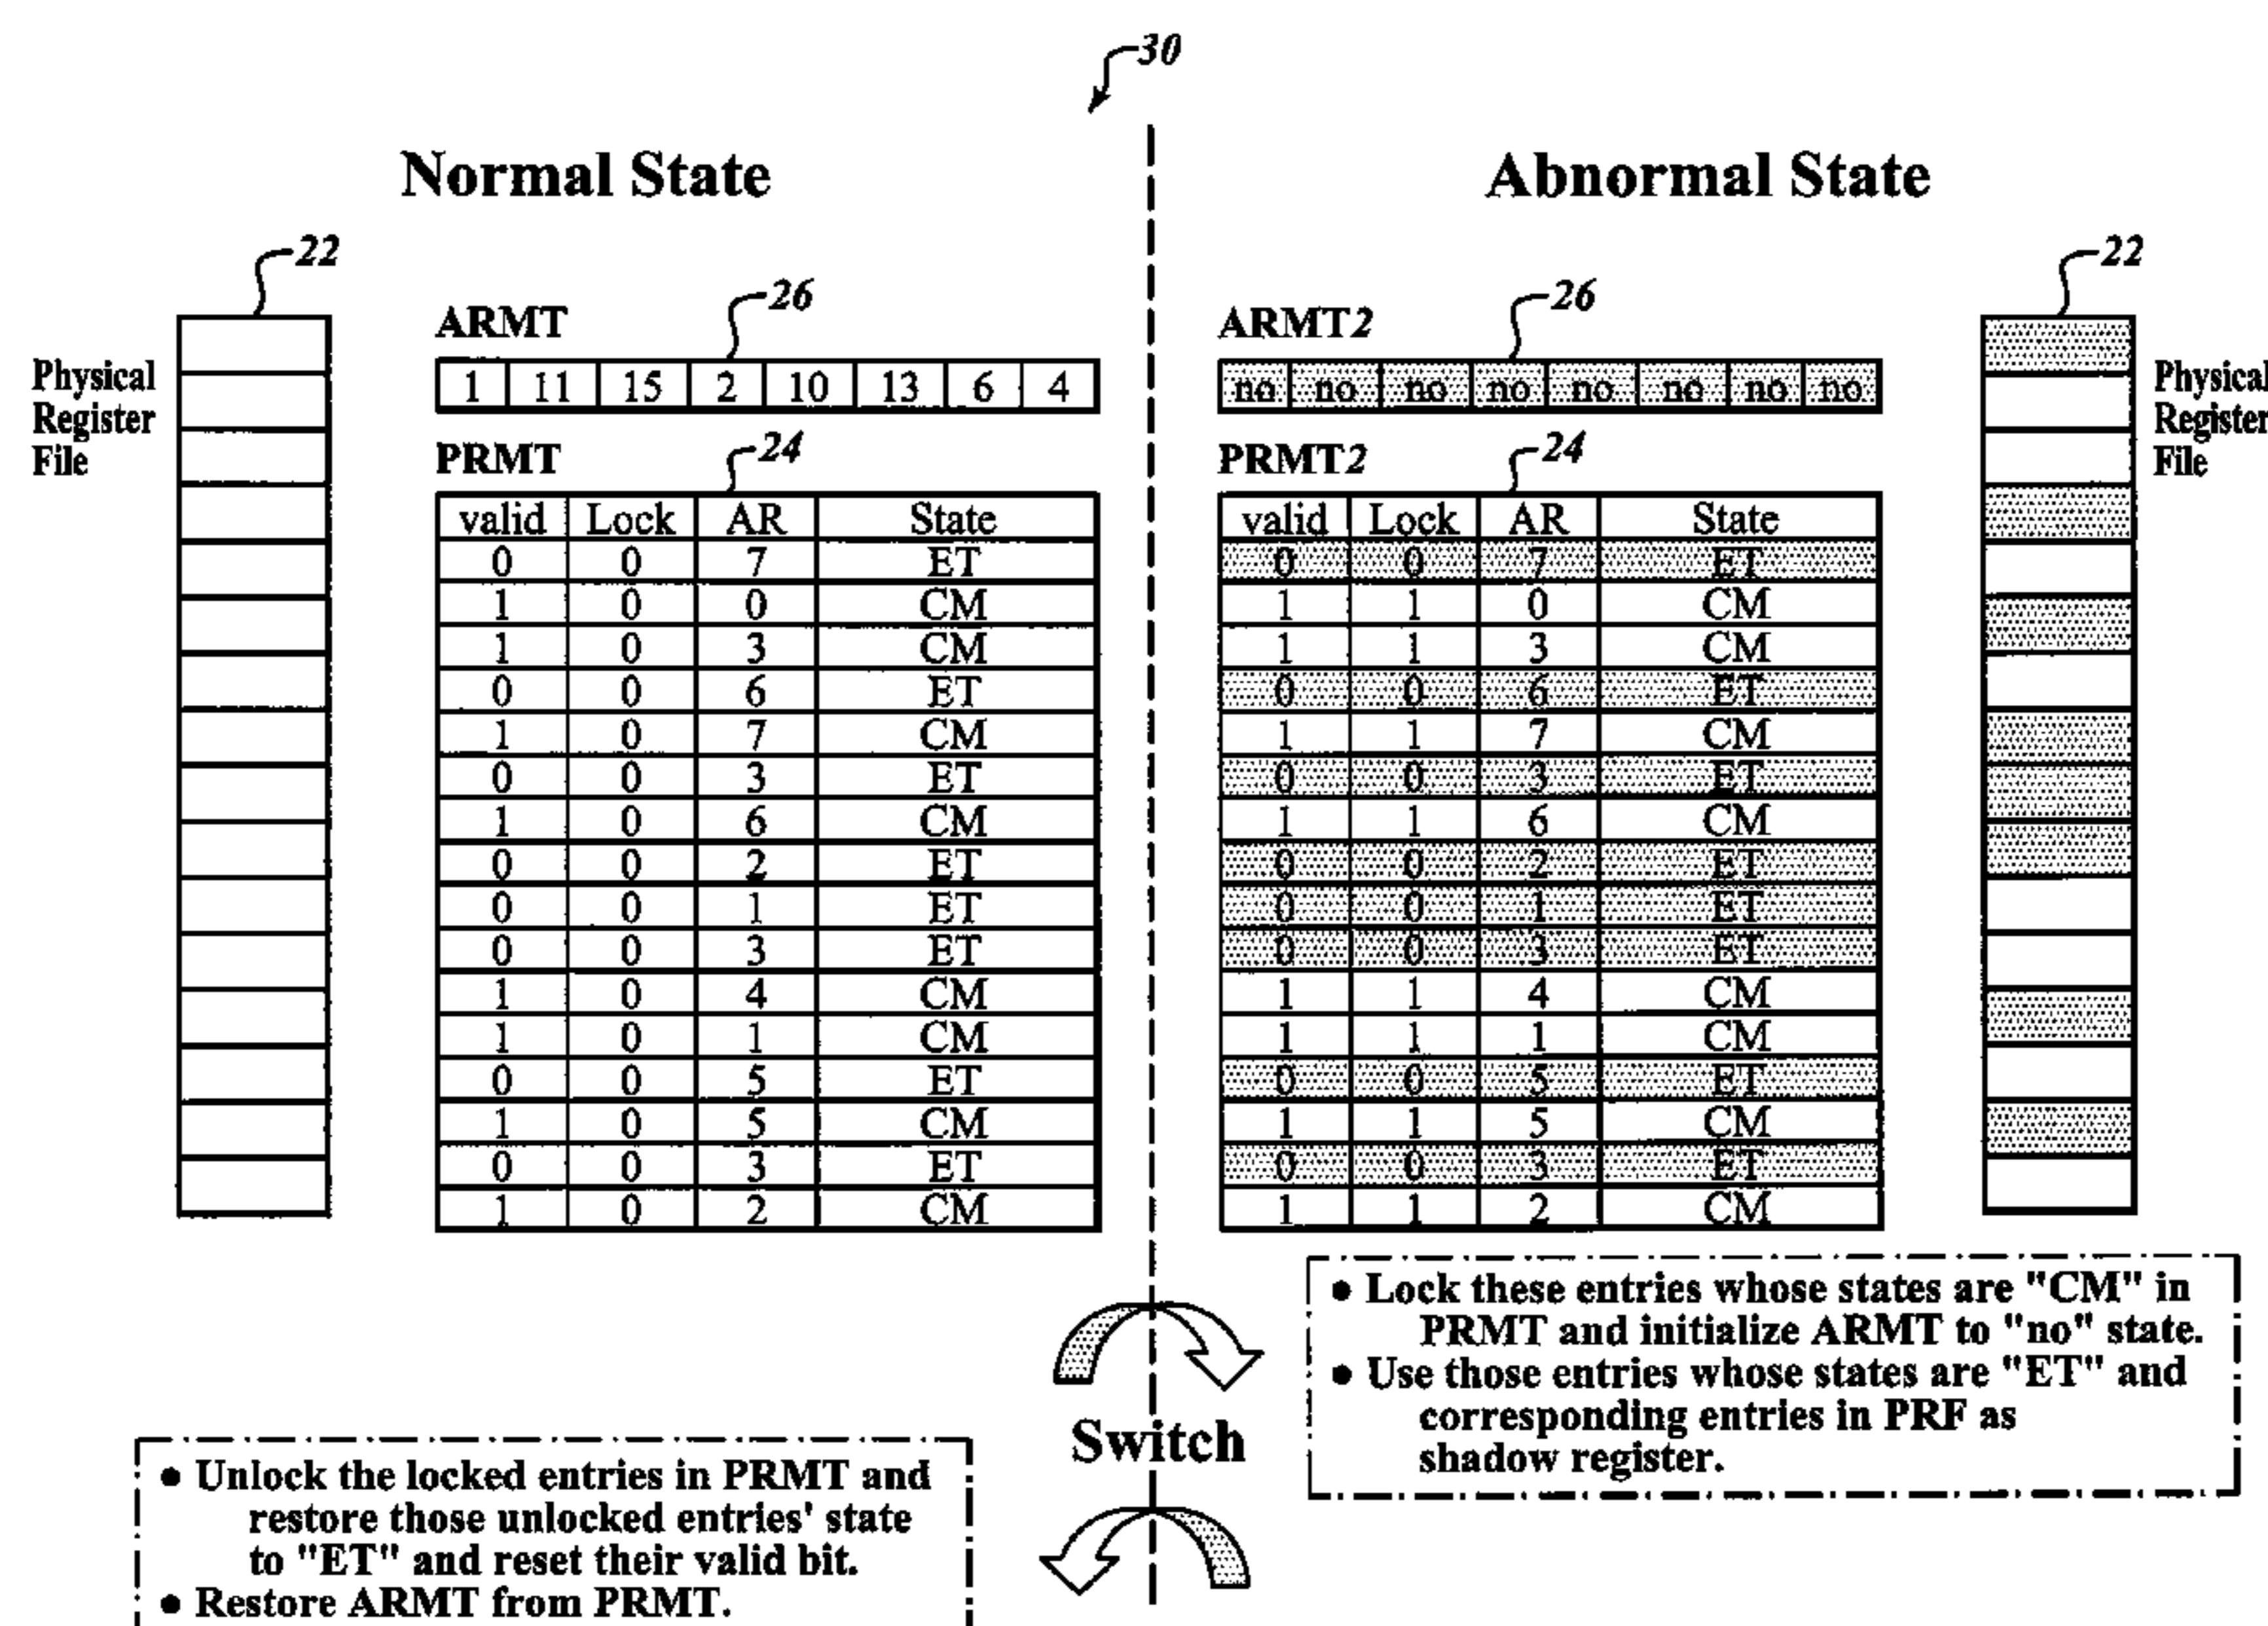 30
Normal State
Abnormal State
22
26
26
22
ARMT
ARMT2
Physical
Register
File
1 11 15 2 10 13 6 4
no no no no no no no no
Physical
Register
File
PRMT
24
PRMT2
24
valid Lock AR State
0 0 7 ET
1 0 0 CM
1 0 3 CM
0 0 6 ET
1 0 7 CM
0 0 3 ET
1 0 6 CM
0 0 2 ET
0 0 1 ET
0 0 3 ET
1 0 4 CM
1 0 1 CM
0 0 5 ET
1 0 5 CM
0 0 3 ET
1 0 2 CM
valid Lock AR State
0 0 7 ET
1 1 0 CM
1 1 3 CM
0 0 6 ET
1 1 7 CM
0 0 3 ET
1 1 6 CM
0 0 2 ET
0 0 1 ET
0 0 3 ET
1 1 4 CM
1 1 1 CM
0 0 5 ET
1 1 5 CM
0 0 3 ET
1 1 2 CM
• Lock these entries whose states are "CM" in
PRMT and initialize ARMT to "no" state.
• Use those entries whose states are "ET" and
corresponding entries in PRF as
shadow register.
Switch
• Unlock the locked entries in PRMT and
restore those unlocked entries' state
to "ET" and reset their valid bit.
• Restore ARMT from PRMT.